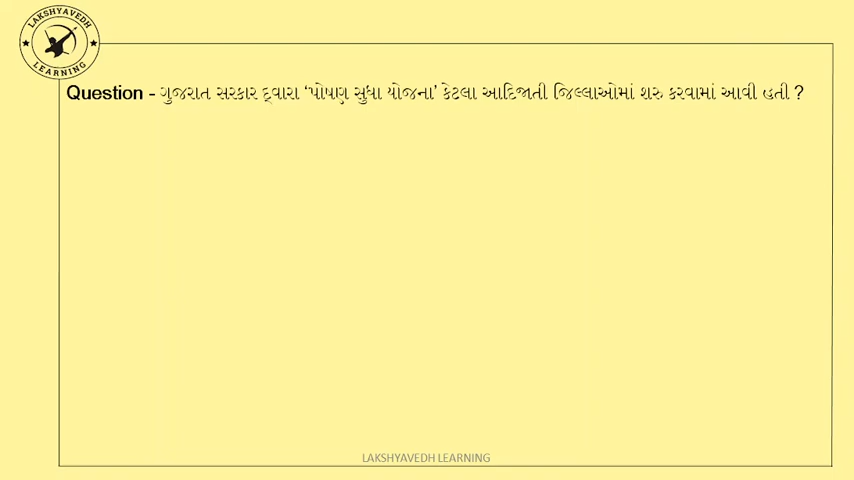 LAKSHYAVEDH
LEARNING
Question - ગુજરાત સરકાર દ્વારા ‘પોષણ સુધા યોજના’ કેટલા આદિજાતી જિલ્લાઓમાં શરુ કરવામાં આવી હતી ?
LAKSHYAVEDH LEARNING